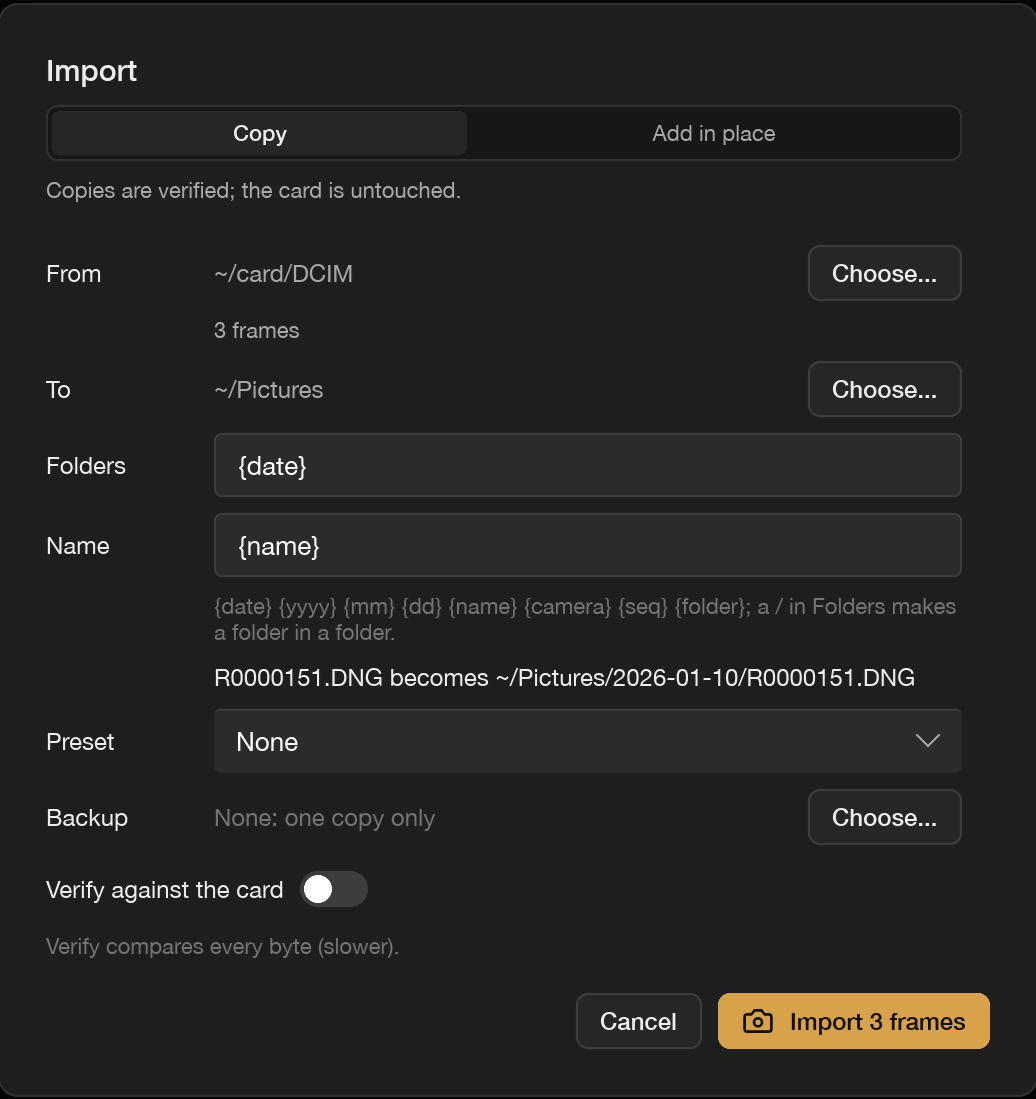 Import
Copy
Add in place
Copies are verified; the card is untouched.
From
~/card/DCIM
Choose...
3 frames
To
~/Pictures
Choose...
Folders
{date}
Name
{name}
{date} {yyyy} {mm} {dd} {name} {camera} {seq} {folder}; a / in Folders makes
a folder in a folder.
R0000151.DNG becomes ~/Pictures/2026-01-10/R0000151.DNG
Preset
None
Backup
None: one copy only
Choose...
Verify against the card
Verify compares every byte (slower).
Cancel
Import 3 frames